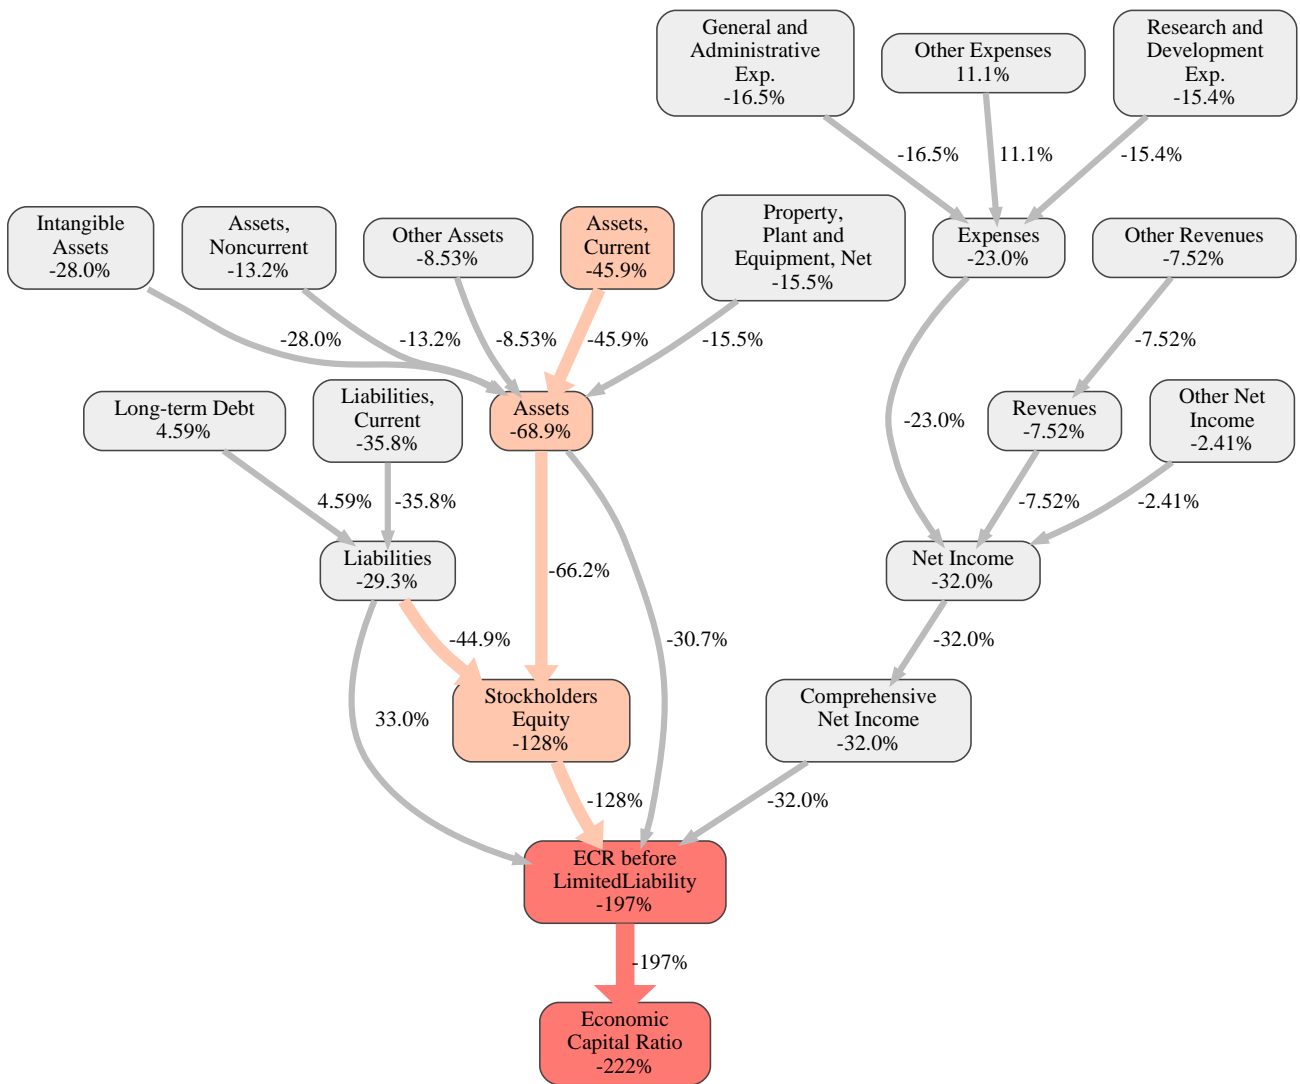 General and
Administrative
Exp.
-16.5%
Other Expenses
11.1%
Research and
Development
Exp.
-15.4%
-16.5%
11.1%
-15.4%
Intangible
Assets
-28.0%
Assets,
Noncurrent
-13.2%
Other Assets
-8.53%
Assets,
Current
-45.9%
Property,
Plant and
Equipment, Net
-15.5%
Expenses
-23.0%
Other Revenues
-7.52%
-28.0%
-13.2%
-8.53%
-45.9%
-15.5%
-7.52%
Long-term Debt
4.59%
Liabilities,
Current
-35.8%
Assets
-68.9%
-23.0%
Revenues
-7.52%
Other Net
Income
-2.41%
4.59%
-35.8%
-7.52%
-2.41%
Liabilities
-29.3%
-66.2%
Net Income
-32.0%
-44.9%
-30.7%
-32.0%
33.0%
Stockholders
Equity
-128%
Comprehensive
Net Income
-32.0%
-128%
-32.0%
ECR before
LimitedLiability
-197%
-197%
Economic
Capital Ratio
-222%